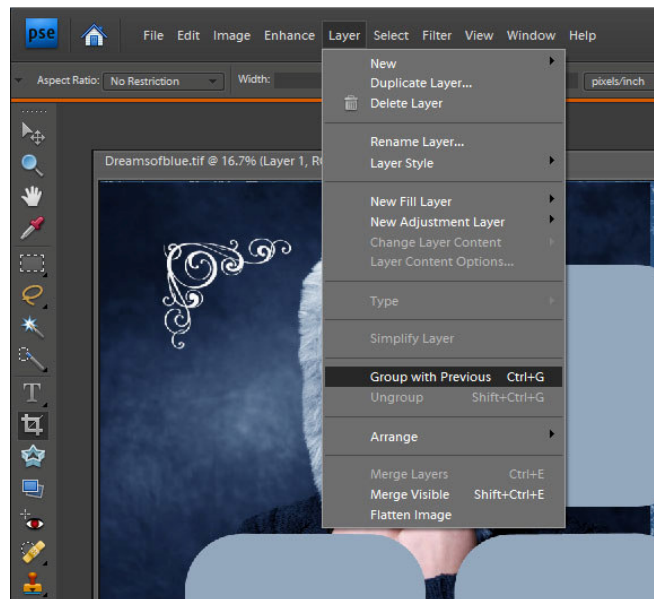 pse File Edit Image Enhance Layer Select Filter View Window Help
Aspect Ratio: No Restriction Width: pixels/inch
New
Duplicate Layer...
Delete Layer
Rename Layer...
Layer Style
Dreamsofblue.tif @ 16.7% (Layer 1, R
New Fill Layer
New Adjustment Layer
Change Layer Content
Layer Content Options...
Type
Simplify Layer
Group with Previous Ctrl+G
Ungroup Shift+Ctrl+G
Arrange
Merge Layers Ctrl+E
Merge Visible Shift+Ctrl+E
Flatten Image
T